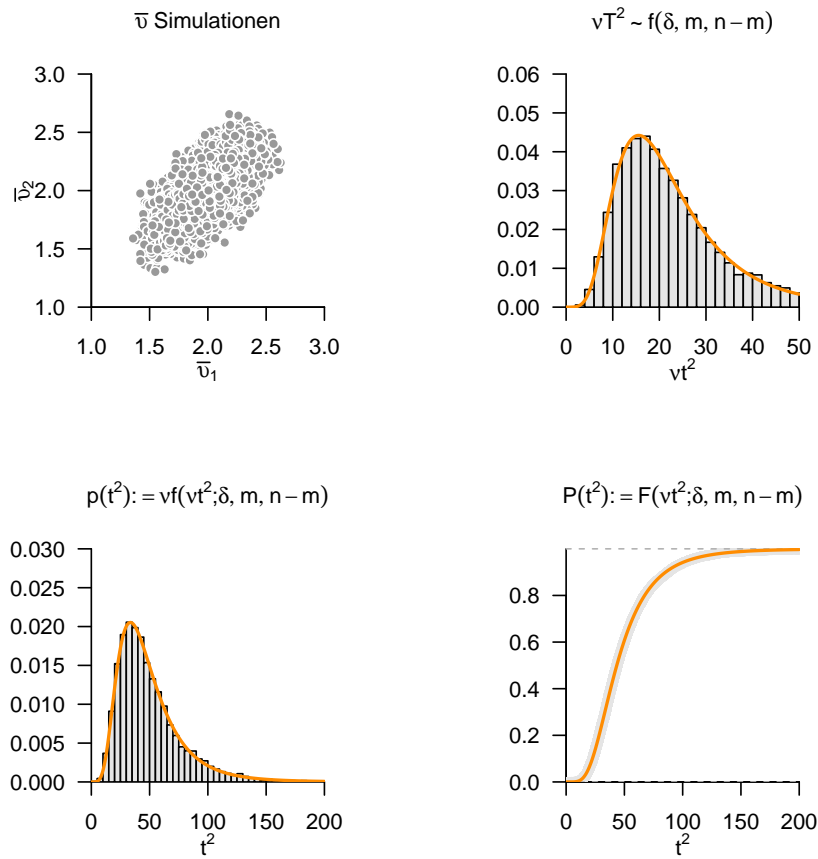 ῡ Simulationen
νT² ~ f(δ, m, n − m)
3.0
2.5
2.0
1.5
1.0
ῡ₂
1.0 1.5 2.0 2.5 3.0
ῡ₁
0.06
0.05
0.04
0.03
0.02
0.01
0.00
0 10 20 30 40 50
νt²
p(t²): = νf(νt²;δ, m, n − m)
P(t²): = F(νt²;δ, m, n − m)
0.030
0.025
0.020
0.015
0.010
0.005
0.000
0 50 100 150 200
t²
0.8
0.6
0.4
0.2
0.0
0 50 100 150 200
t²